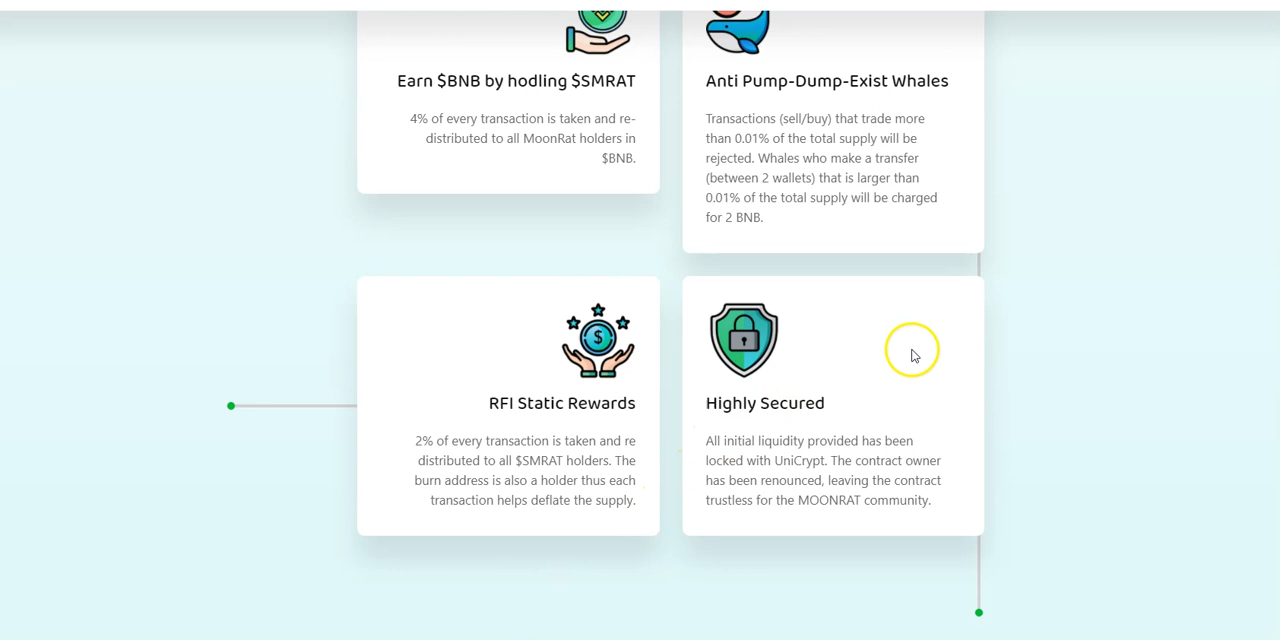 Earn $BNB by hodling $SMRAT
4% of every transaction is taken and re-
distributed to all MoonRat holders in
$BNB.
Anti Pump-Dump-Exist Whales
Transactions (sell/buy) that trade more
than 0.01% of the total supply will be
rejected. Whales who make a transfer
(between 2 wallets) that is larger than
0.01% of the total supply will be charged
for 2 BNB.
RFI Static Rewards
2% of every transaction is taken and re
distributed to all $SMRAT holders. The
burn address is also a holder thus each
transaction helps deflate the supply.
Highly Secured
All initial liquidity provided has been
locked with UniCrypt. The contract owner
has been renounced, leaving the contract
trustless for the MOONRAT community.